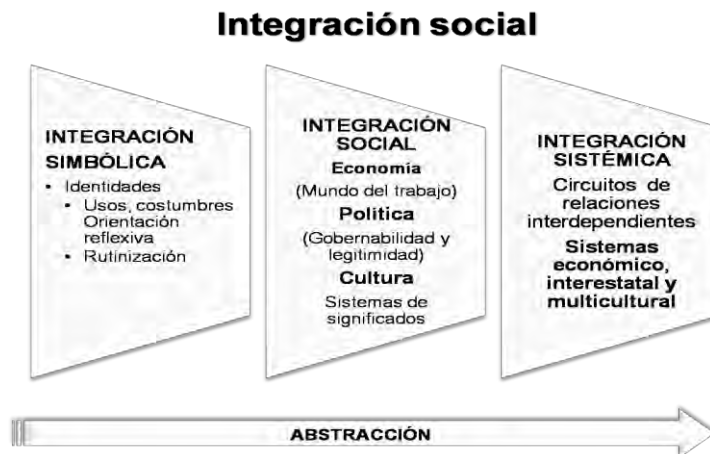 Integración social
INTEGRACIÓN
SIMBÓLICA
• Identidades
• Usos, costumbres
Orientación
reflexiva
• Rutinización
INTEGRACIÓN
SOCIAL
Economía
(Mundo del trabajo)
Política
(Gobernabilidad y
legitimidad)
Cultura
Sistemas de
significados
INTEGRACIÓN
SISTÉMICA
Circuitos de
relaciones
interdependientes
Sistemas
económico,
interestatal y
multicultural
ABSTRACCIÓN